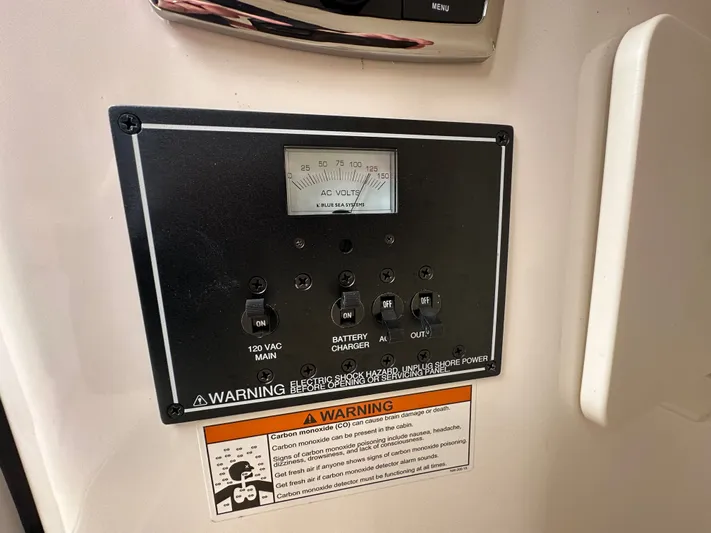 MENU
0 25 50 75 100 125 150
AC VOLTS
BLUE SEA SYSTEMS
ON ON OFF OFF
120 VAC
MAIN
BATTERY
CHARGER
⚠ WARNING
ELECTRIC SHOCK HAZARD, UNPLUG SHORE POWER
BEFORE OPENING OR SERVICING PANEL.
⚠ WARNING
Carbon monoxide (CO) can cause brain damage or death.
Carbon monoxide can be present in the cabin.
Signs of carbon monoxide poisoning include nausea, headache,
dizziness, drowsiness, and lack of consciousness.
Get fresh air if anyone shows signs of carbon monoxide poisoning.
Get fresh air if carbon monoxide detector alarm sounds.
Carbon monoxide detector must be functioning at all times.